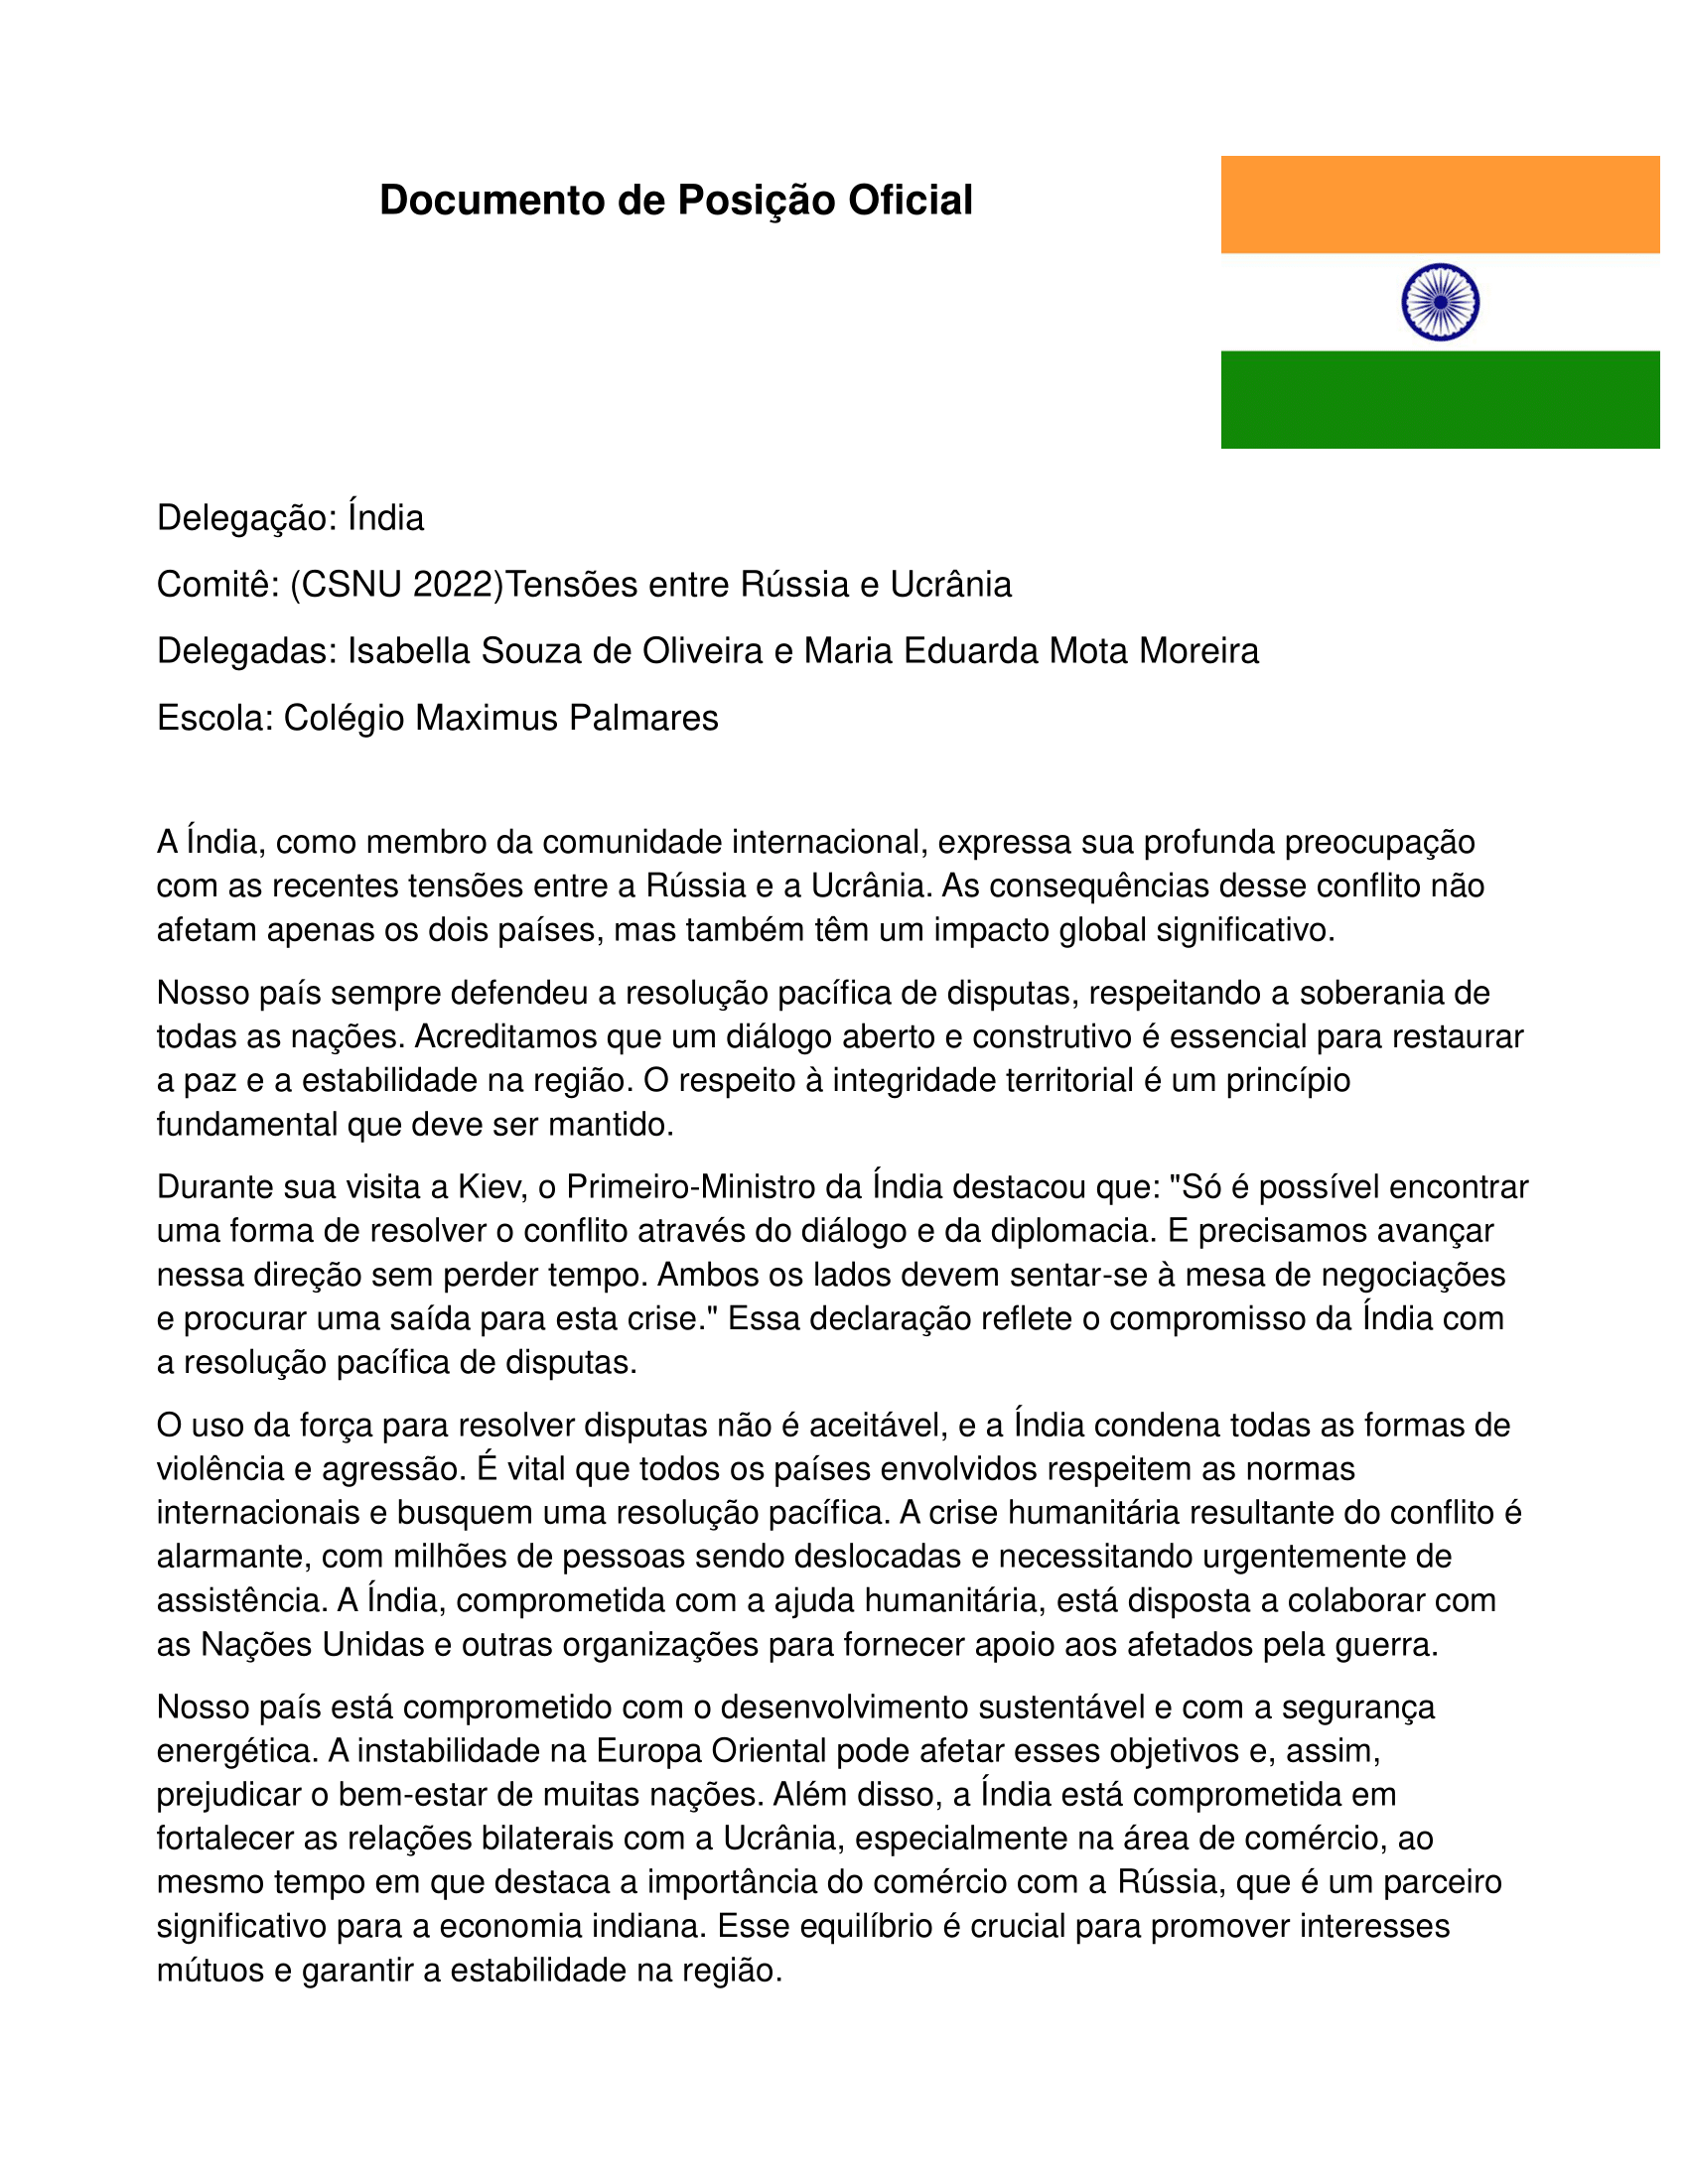 Documento de Posição Oficial
Delegação: Índia
Comitê: (CSNU 2022)Tensões entre Rússia e Ucrânia
Delegadas: Isabella Souza de Oliveira e Maria Eduarda Mota Moreira
Escola: Colégio Maximus Palmares
A Índia, como membro da comunidade internacional, expressa sua profunda preocupação
com as recentes tensões entre a Rússia e a Ucrânia. As consequências desse conflito não
afetam apenas os dois países, mas também têm um impacto global significativo.
Nosso país sempre defendeu a resolução pacífica de disputas, respeitando a soberania de
todas as nações. Acreditamos que um diálogo aberto e construtivo é essencial para restaurar
a paz e a estabilidade na região. O respeito à integridade territorial é um princípio
fundamental que deve ser mantido.
Durante sua visita a Kiev, o Primeiro-Ministro da Índia destacou que: "Só é possível encontrar
uma forma de resolver o conflito através do diálogo e da diplomacia. E precisamos avançar
nessa direção sem perder tempo. Ambos os lados devem sentar-se à mesa de negociações
e procurar uma saída para esta crise." Essa declaração reflete o compromisso da Índia com
a resolução pacífica de disputas.
O uso da força para resolver disputas não é aceitável, e a Índia condena todas as formas de
violência e agressão. É vital que todos os países envolvidos respeitem as normas
internacionais e busquem uma resolução pacífica. A crise humanitária resultante do conflito é
alarmante, com milhões de pessoas sendo deslocadas e necessitando urgentemente de
assistência. A Índia, comprometida com a ajuda humanitária, está disposta a colaborar com
as Nações Unidas e outras organizações para fornecer apoio aos afetados pela guerra.
Nosso país está comprometido com o desenvolvimento sustentável e com a segurança
energética. A instabilidade na Europa Oriental pode afetar esses objetivos e, assim,
prejudicar o bem-estar de muitas nações. Além disso, a Índia está comprometida em
fortalecer as relações bilaterais com a Ucrânia, especialmente na área de comércio, ao
mesmo tempo em que destaca a importância do comércio com a Rússia, que é um parceiro
significativo para a economia indiana. Esse equilíbrio é crucial para promover interesses
mútuos e garantir a estabilidade na região.